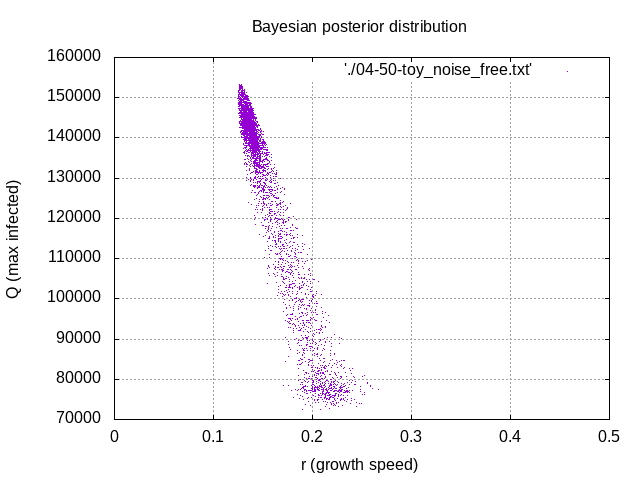 Bayesian posterior distribution
'./04-50-toy_noise_free.txt'
160000
150000
140000
130000
120000
110000
100000
90000
80000
70000
Q (max infected)
0 0.1 0.2 0.3 0.4 0.5
r (growth speed)